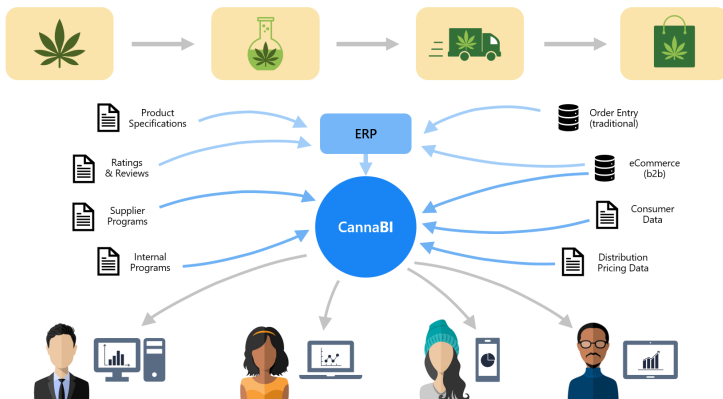 Product
Specifications
ERP
Order Entry
(traditional)
Ratings
& Reviews
eCommerce
(b2b)
Supplier
Programs
CannaBI
Consumer
Data
Internal
Programs
Distribution
Pricing Data